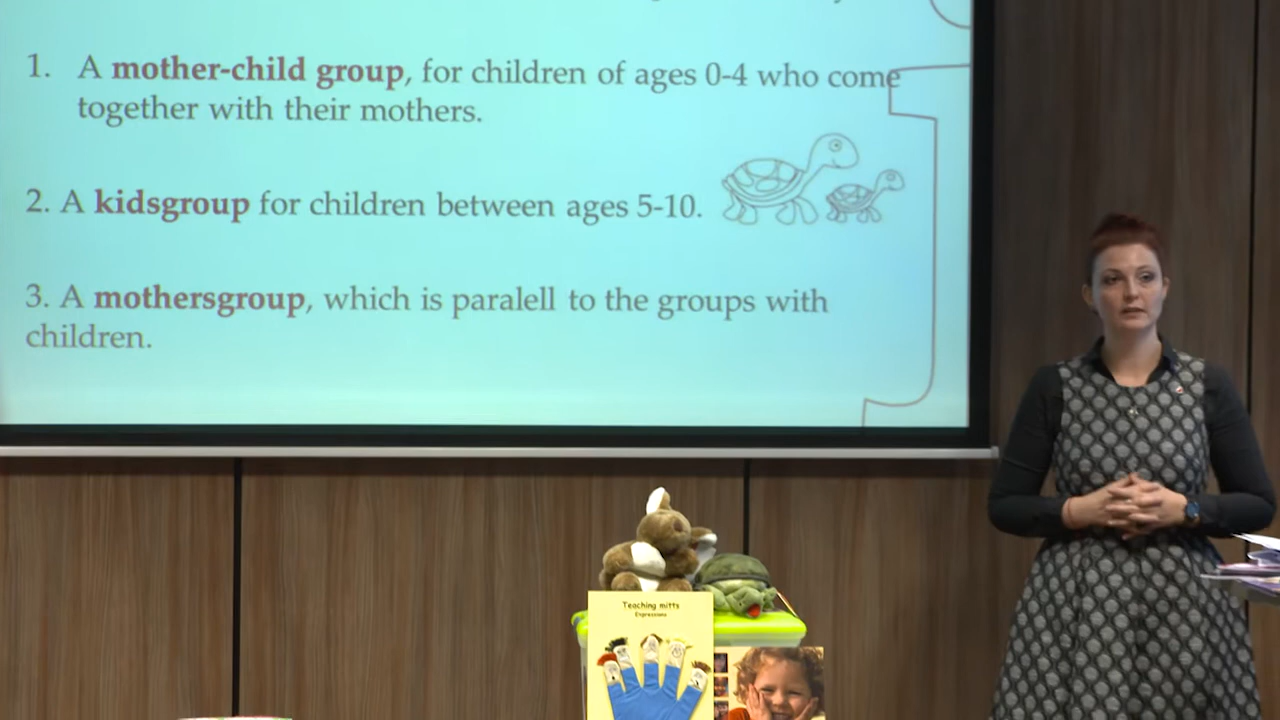 1. A mother-child group, for children of ages 0-4 who come
together with their mothers.
2. A kidsgroup for children between ages 5-10.
3. A mothersgroup, which is paralell to the groups with
children.
Teaching mitts
Expressions